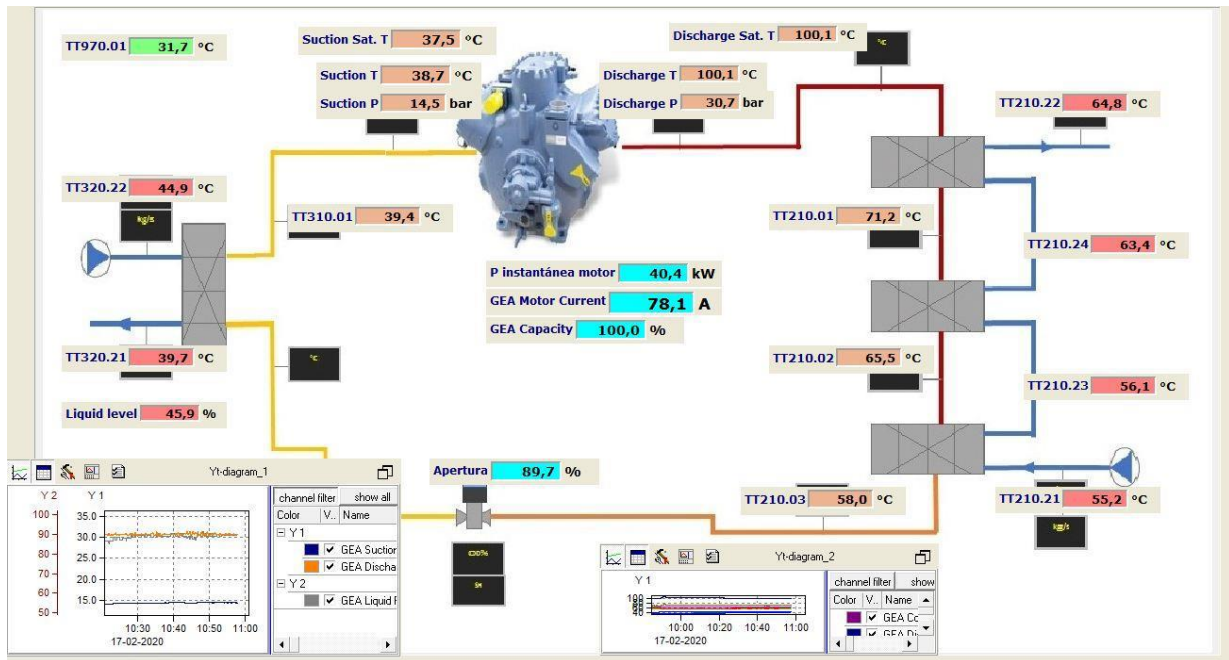 TT970.01 31,7 °C
Suction Sat. T 37,5 °C
Discharge Sat. T 100,1 °C
°C
Suction T 38,7 °C
Discharge T 100,1 °C
Suction P 14,5 bar
Discharge P 30,7 bar
TT210.22 64,8 °C
TT320.22 44,9 °C
kg/s
TT310.01 39,4 °C
TT210.01 71,2 °C
TT210.24 63,4 °C
P instantánea motor 40,4 kW
GEA Motor Current 78,1 A
GEA Capacity 100,0 %
TT320.21 39,7 °C
°C
TT210.02 65,5 °C
TT210.23 56,1 °C
Liquid level 45,9 %
Apertura 89,7 %
TT210.03 58,0 °C
TT210.21 55,2 °C
kg/s
Yt-diagram_1
Y 2 Y 1
channel filter show all
Color V.. Name
Y 1
GEA Suction
GEA Discha
Y 2
GEA Liquid
100
90
80
70
60
50
35.0
30.0
25.0
20.0
15.0
10:30 10:40 10:50 11:00
17-02-2020
Yt-diagram_2
Y 1
channel filter show
Color V.. Name
GEA Co
GEA Di
100
40
10:00 10:20 10:40 11:00
17-02-2020